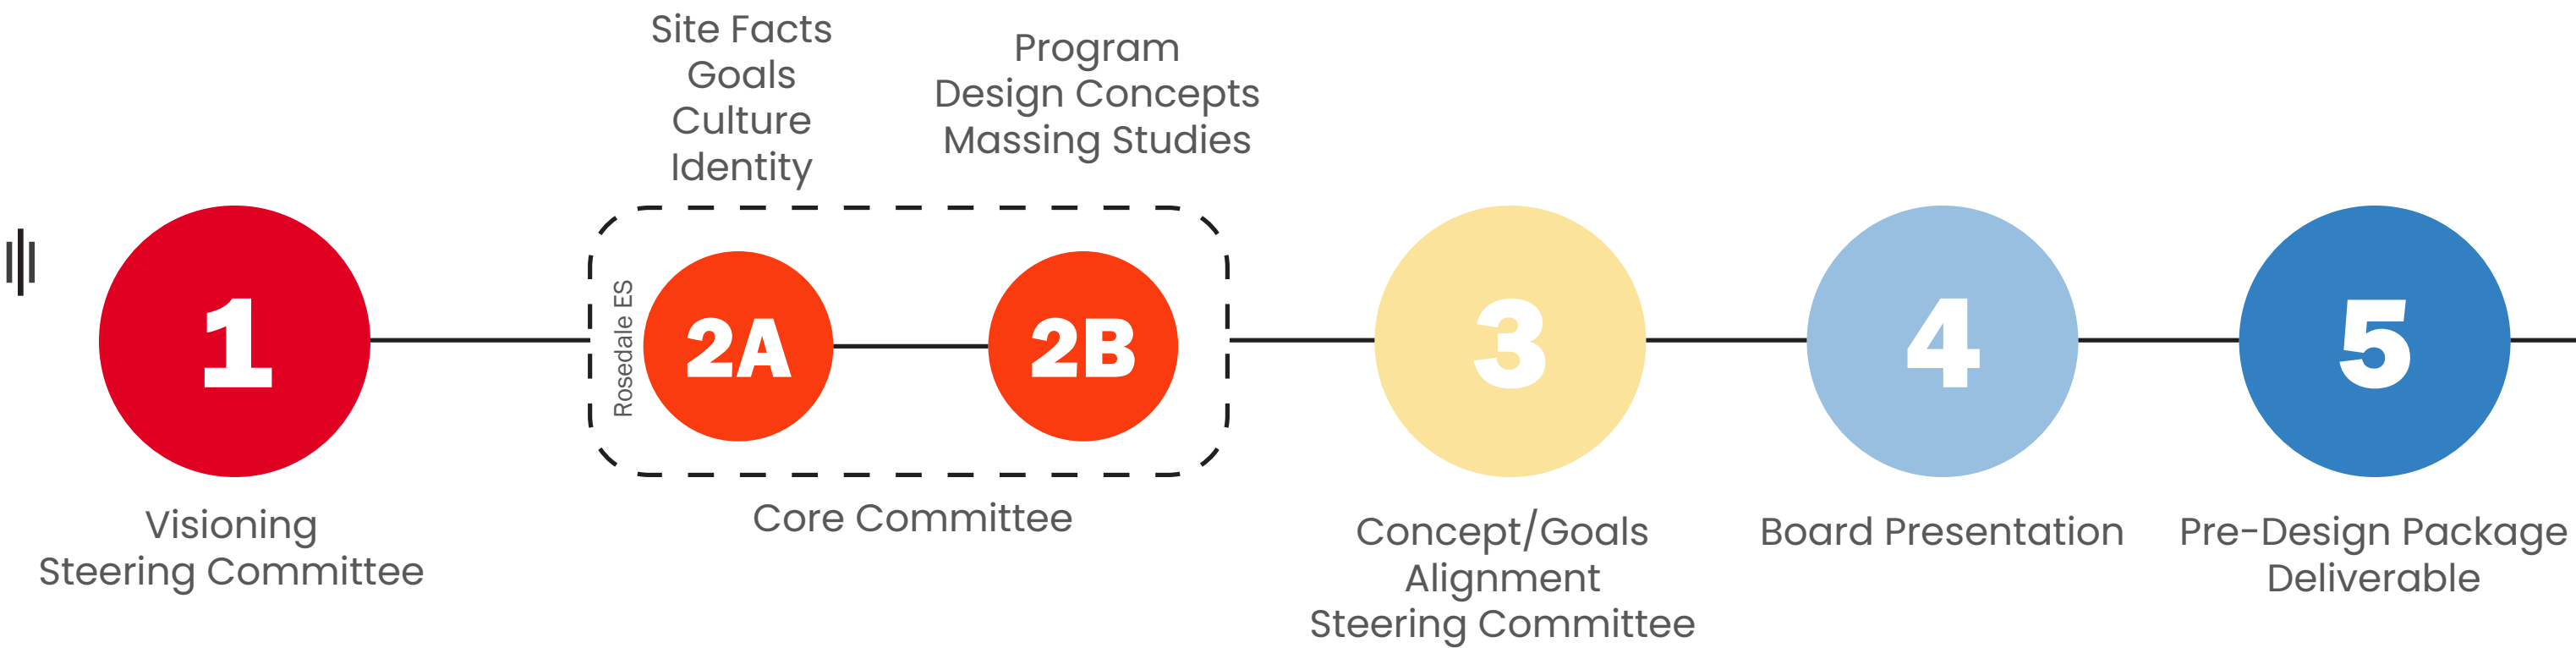 Site Facts
Goals
Culture
Identity
Program
Design Concepts
Massing Studies
1
Rosedale ES
2A
2B
3
4
5
Visioning
Steering Committee
Core Committee
Concept/Goals
Alignment
Steering Committee
Board Presentation
Pre-Design Package
Deliverable